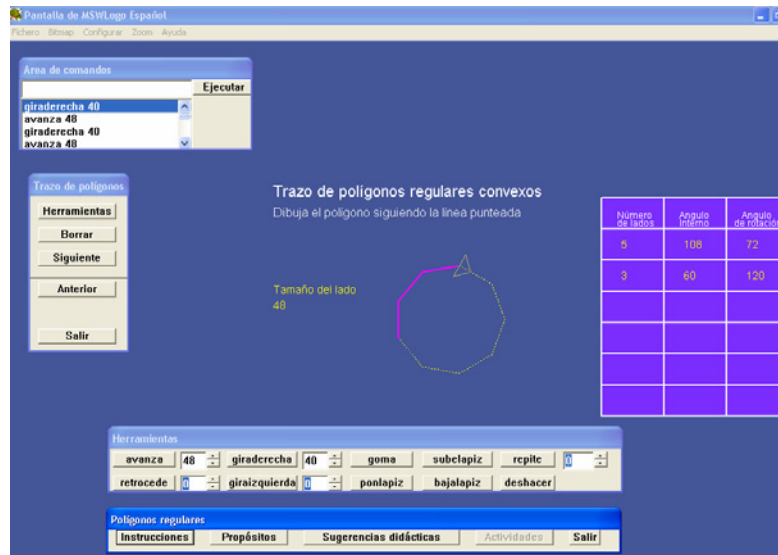 Pantalla de MSWLogo Español
Fichero Bitmap Configurar Zoom Ayuda
Area de comandos
Ejecutar
giraderecha 40
avanza 48
giraderecha 40
avanza 48
Trazo de polígonos
Herramientas
Borrar
Siguiente
Anterior
Salir
Trazo de polígonos regulares convexos
Dibuja el polígono siguiendo la línea punteada
Tamaño del lado
48
Número de lados Angulo Interno Angulo de rotación
5 108 72
3 60 120
Herramientas
avanza 48 giraderecha 40 goma subelapiz repite 0
retrocede 0 giraizquierda 0 ponlapiz bajalapiz deshacer
Polígonos regulares
Instrucciones Propósitos Sugerencias didácticas Actividades Salir